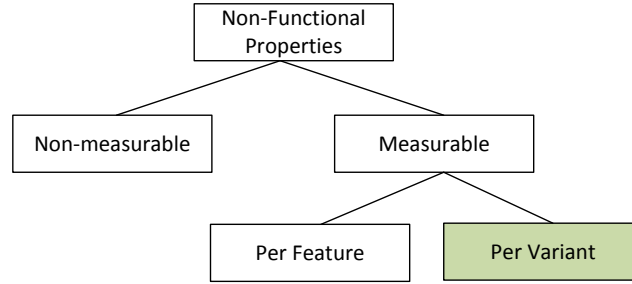 Non-Functional
Properties
Non-measurable
Measurable
Per Feature
Per Variant